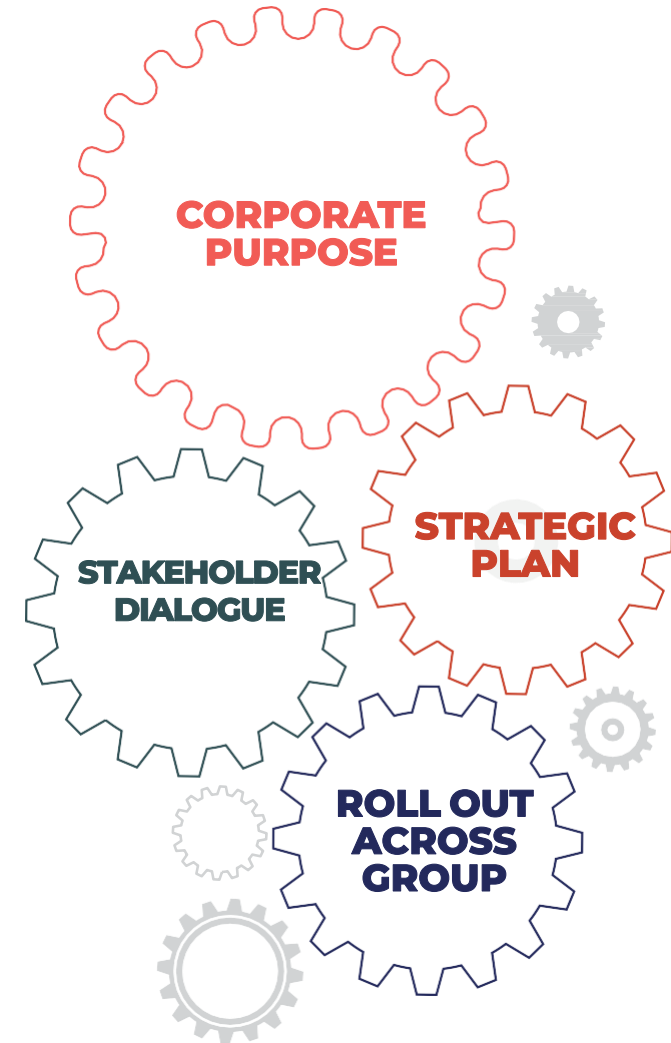 CORPORATE
PURPOSE
STRATEGIC
PLAN
STAKEHOLDER
DIALOGUE
ROLL OUT
ACROSS
GROUP